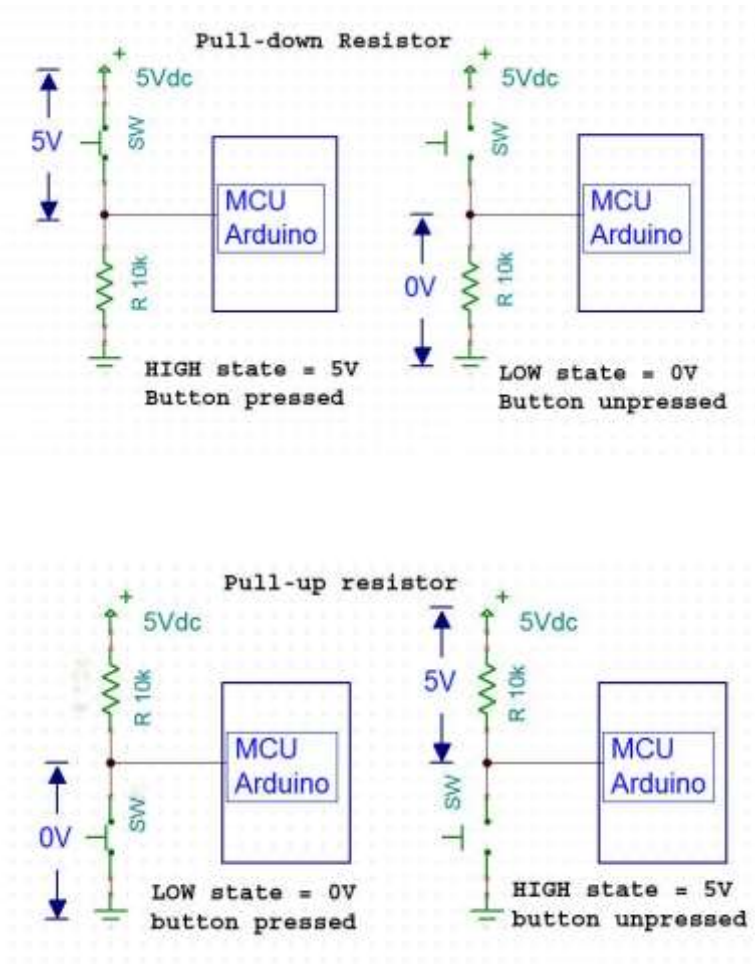 Pull-down Resistor
+
5Vdc
5V
SW
MCU
Arduino
R 10k
HIGH state = 5V
Button pressed
+
5Vdc
SW
MCU
Arduino
0V
R 10k
LOW state = 0V
Button unpressed
Pull-up resistor
+
5Vdc
R 10k
MCU
Arduino
0V
SW
LOW state = 0V
button pressed
+
5Vdc
5V
R 10k
MCU
Arduino
SW
HIGH state = 5V
button unpressed